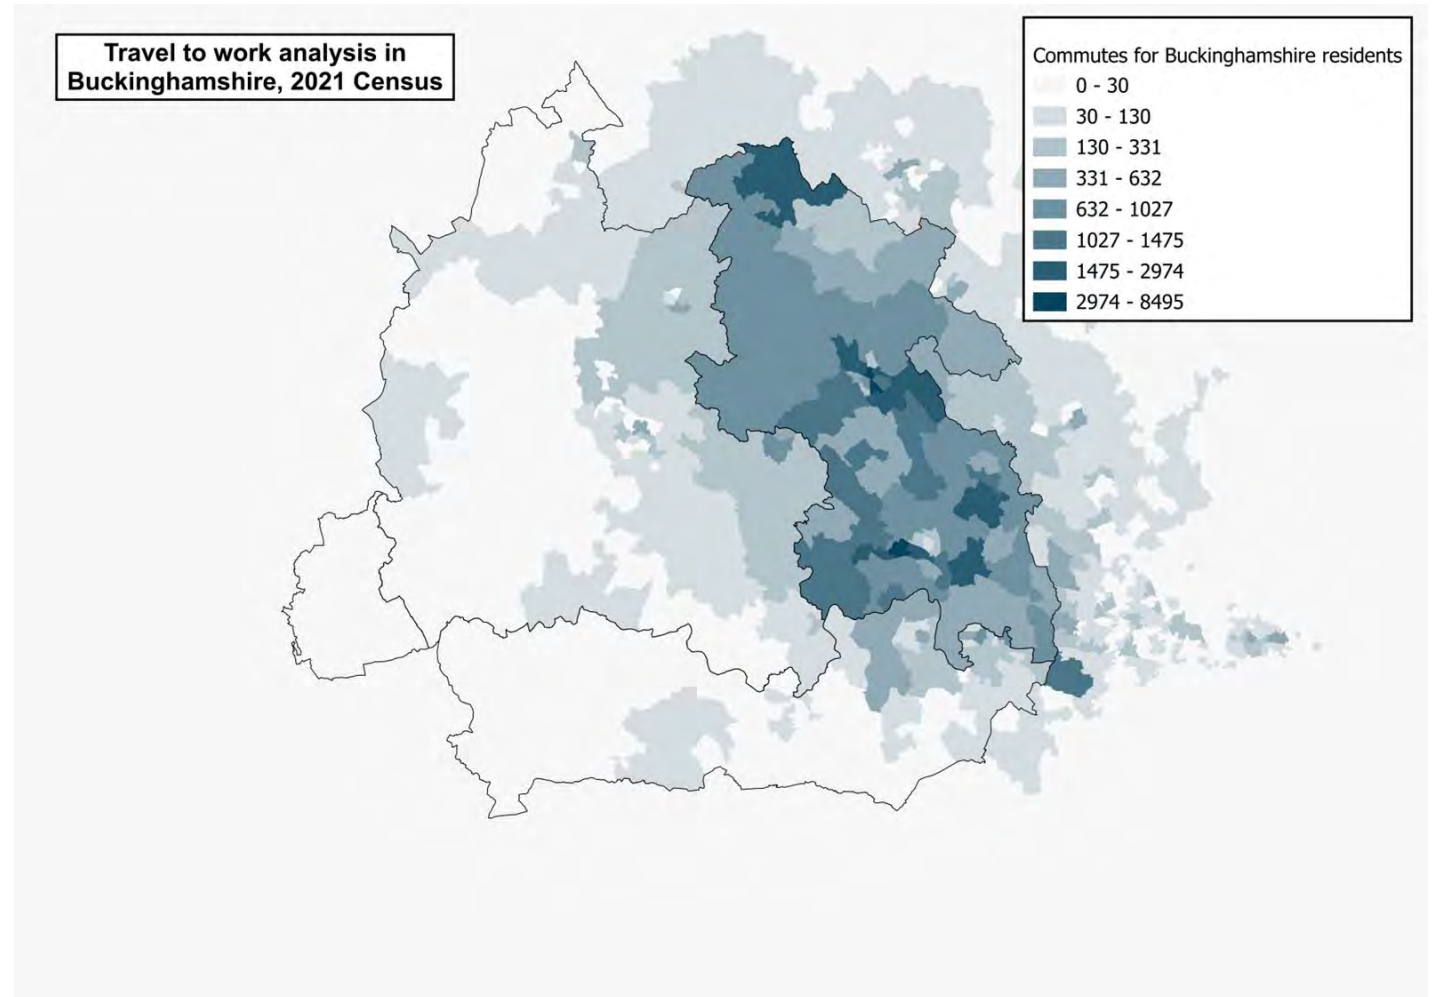 Travel to work analysis in
Buckinghamshire, 2021 Census
Commutes for Buckinghamshire residents
0 - 30
30 - 130
130 - 331
331 - 632
632 - 1027
1027 - 1475
1475 - 2974
2974 - 8495